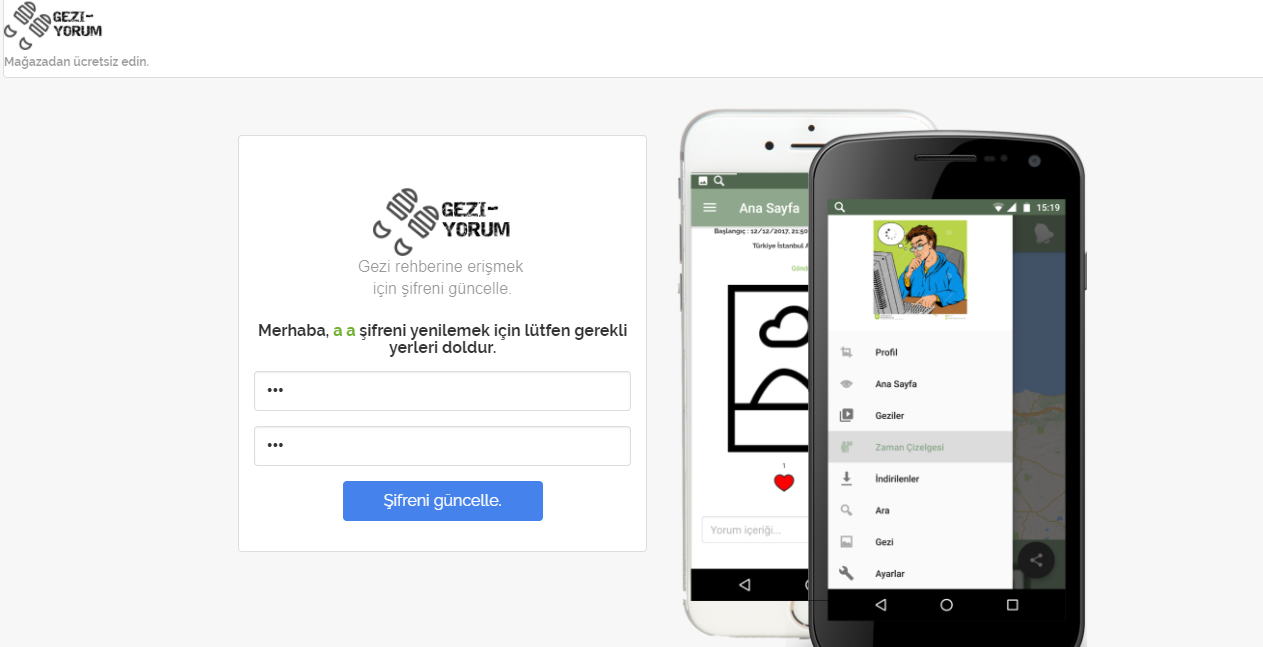 GEZI-
YORUM
Mağazadan ücretsiz edin.
GEZI-
YORUM
Gezi rehberine erişmek
için şifreni güncelle.
Merhaba, a a şifreni yenilemek için lütfen gerekli
yerleri doldur.
•••
•••
Şifreni güncelle.
Ana Sayfa
Başlangıç : 12/12/2017, 21:50
Türkiye İstanbul A
Gönd
1
Yorum içeriği...
15:19
Profil
Ana Sayfa
Geziler
Zaman Çizelgesi
İndirilenler
Ara
Gezi
Ayarlar